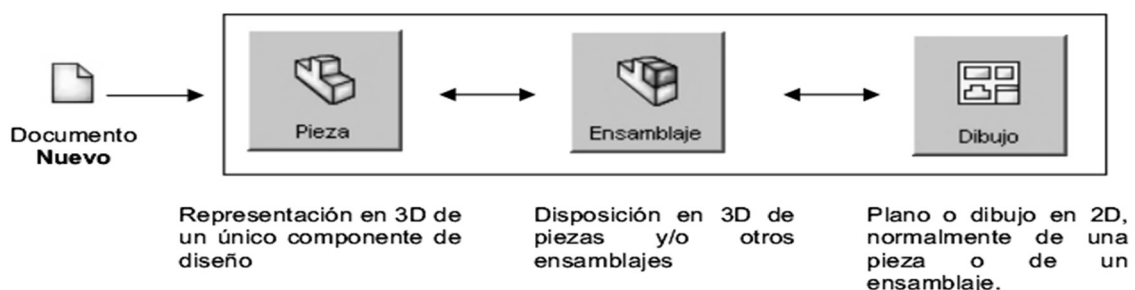 Documento
Nuevo
Pieza
Ensamblaje
Dibujo
Representación en 3D de
un único componente de
diseño
Disposición en 3D de
piezas y/o otros
ensamblajes
Plano o dibujo en 2D,
normalmente de una
pieza o de un
ensamblaje.